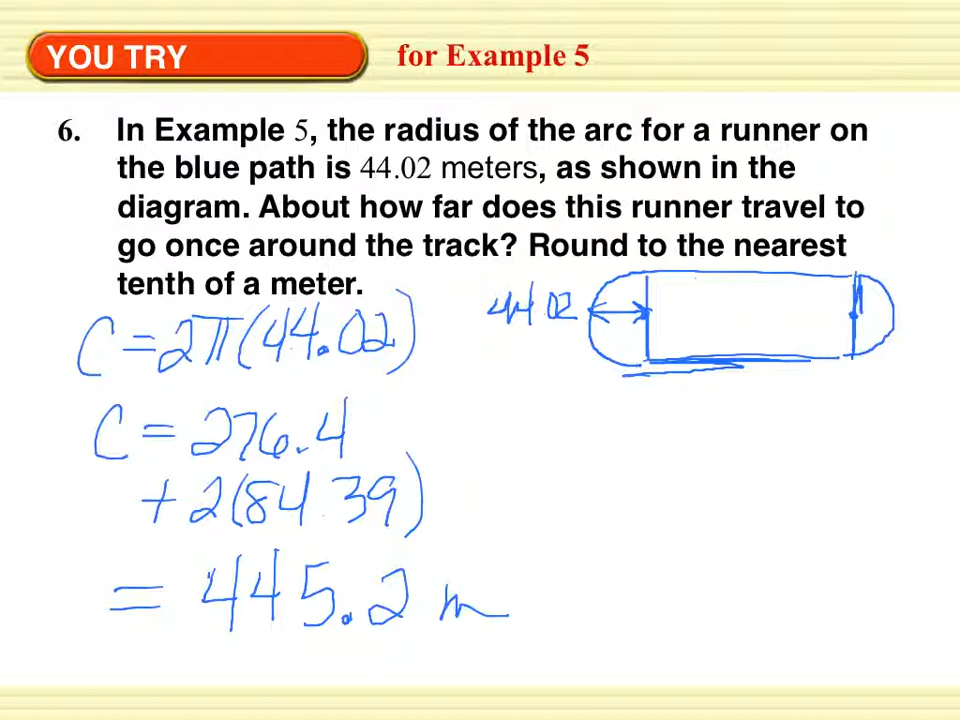 YOU TRY for Example 5
6. In Example 5, the radius of the arc for a runner on
the blue path is 44.02 meters, as shown in the
diagram. About how far does this runner travel to
go once around the track? Round to the nearest
tenth of a meter.
44.02
C = 2π(44.02)
C = 276.4
+ 2(84.39)
= 445.2 m